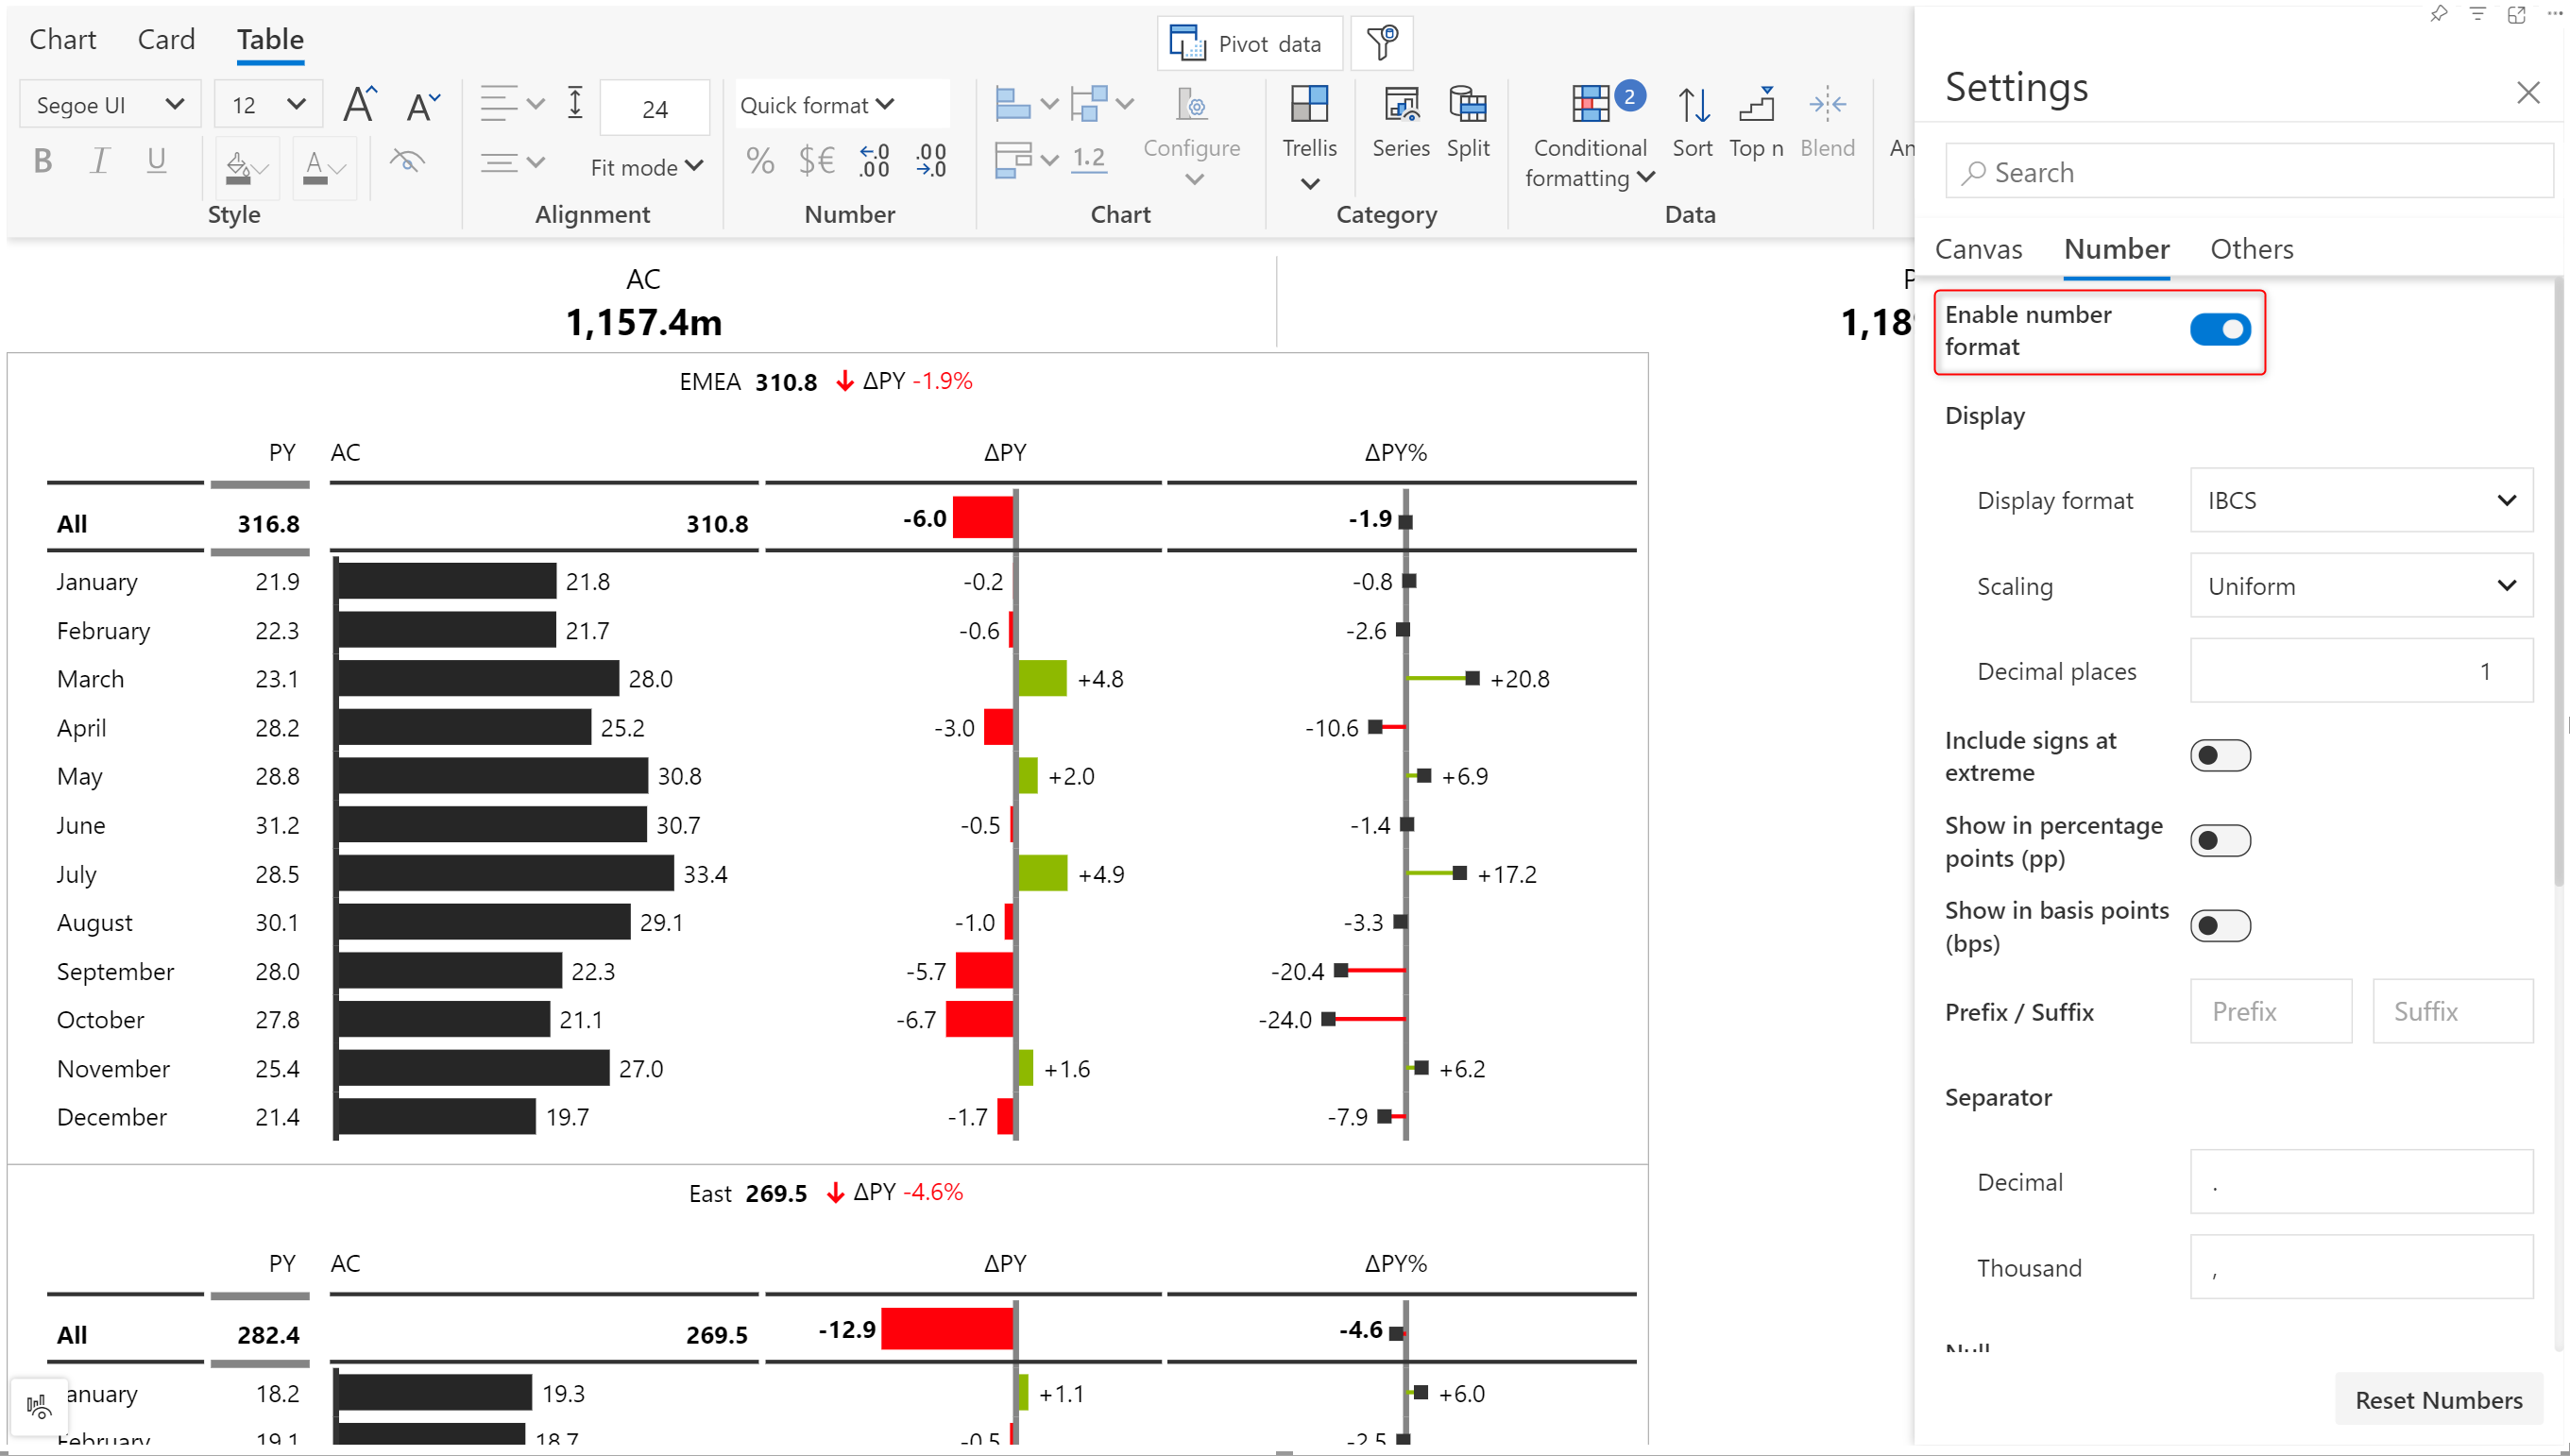 Chart Card Table
Pivot data
Segoe UI 12 24 Quick format
B I U A Fit mode % $€ 1.2 Configure
Trellis Series Split Conditional formatting 2 Sort Top n Blend An
Style Alignment Number Chart Category Data
AC
1,157.4m
1,18
EMEA 310.8 ΔPY -1.9%
PY AC ΔPY ΔPY%
All 316.8 310.8 -6.0 -1.9
January 21.9 21.8 -0.2 -0.8
February 22.3 21.7 -0.6 -2.6
March 23.1 28.0 +4.8 +20.8
April 28.2 25.2 -3.0 -10.6
May 28.8 30.8 +2.0 +6.9
June 31.2 30.7 -0.5 -1.4
July 28.5 33.4 +4.9 +17.2
August 30.1 29.1 -1.0 -3.3
September 28.0 22.3 -5.7 -20.4
October 27.8 21.1 -6.7 -24.0
November 25.4 27.0 +1.6 +6.2
December 21.4 19.7 -1.7 -7.9
East 269.5 ΔPY -4.6%
PY AC ΔPY ΔPY%
All 282.4 269.5 -12.9 -4.6
anuary 18.2 19.3 +1.1 +6.0
February 19.1 18.7 -0.5 -2.5
Settings
Search
Canvas Number Others
Enable number
format
Display
Display format IBCS
Scaling Uniform
Decimal places 1
Include signs at
extreme
Show in percentage
points (pp)
Show in basis points
(bps)
Prefix / Suffix Prefix Suffix
Separator
Decimal .
Thousand ,
Null
Reset Numbers